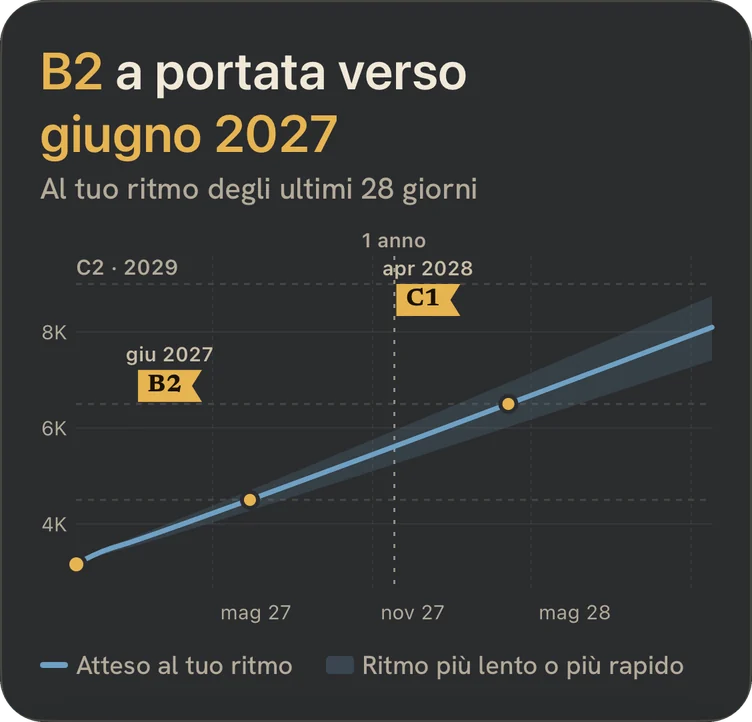 B2 a portata verso
giugno 2027
Al tuo ritmo degli ultimi 28 giorni
1 anno
C2 · 2029
apr 2028
C1
8K
giu 2027
B2
6K
4K
mag 27
nov 27
mag 28
Atteso al tuo ritmo
Ritmo più lento o più rapido